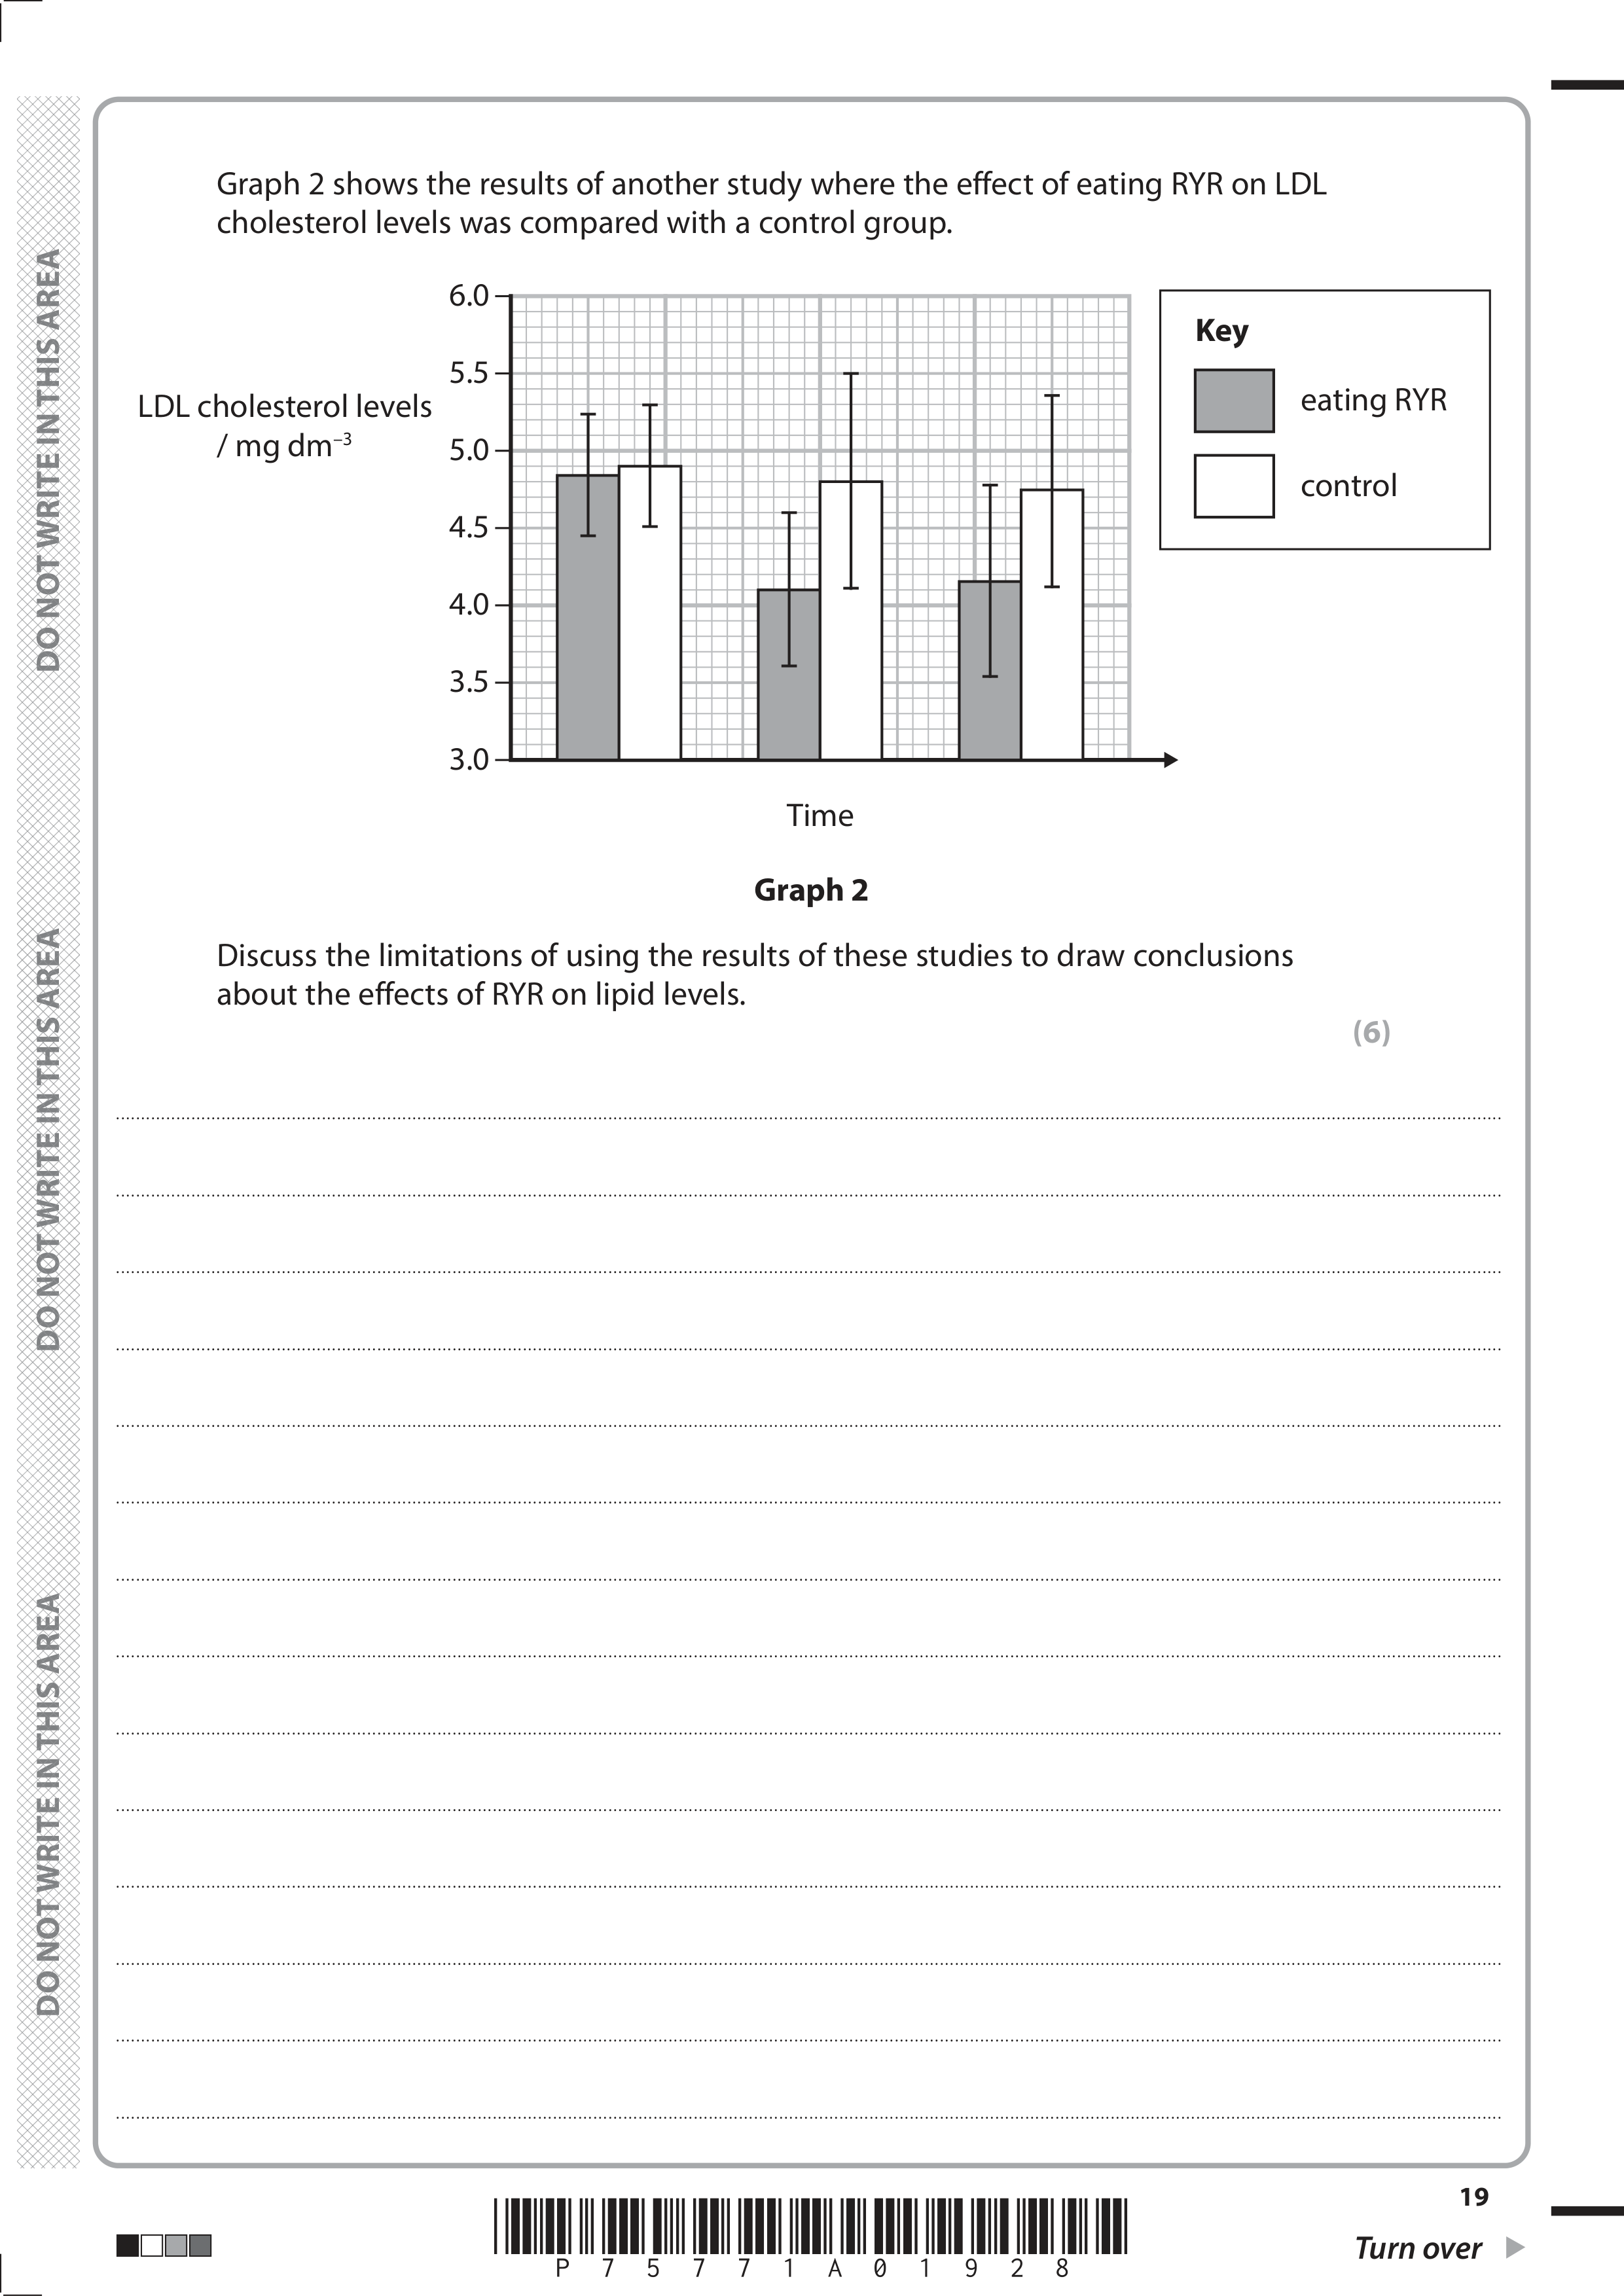 DO NOT WRITE IN THIS AREA
DO NOT WRITE IN THIS AREA
DO NOT WRITE IN THIS AREA
Graph 2 shows the results of another study where the effect of eating RYR on LDL
cholesterol levels was compared with a control group.
LDL cholesterol levels
/ mg dm⁻³
6.0
5.5
5.0
4.5
4.0
3.5
3.0
Time
Key
eating RYR
control
Graph 2
Discuss the limitations of using the results of these studies to draw conclusions
about the effects of RYR on lipid levels.
(6)
19
P 7 5 7 7 1 A 0 1 9 2 8
Turn over